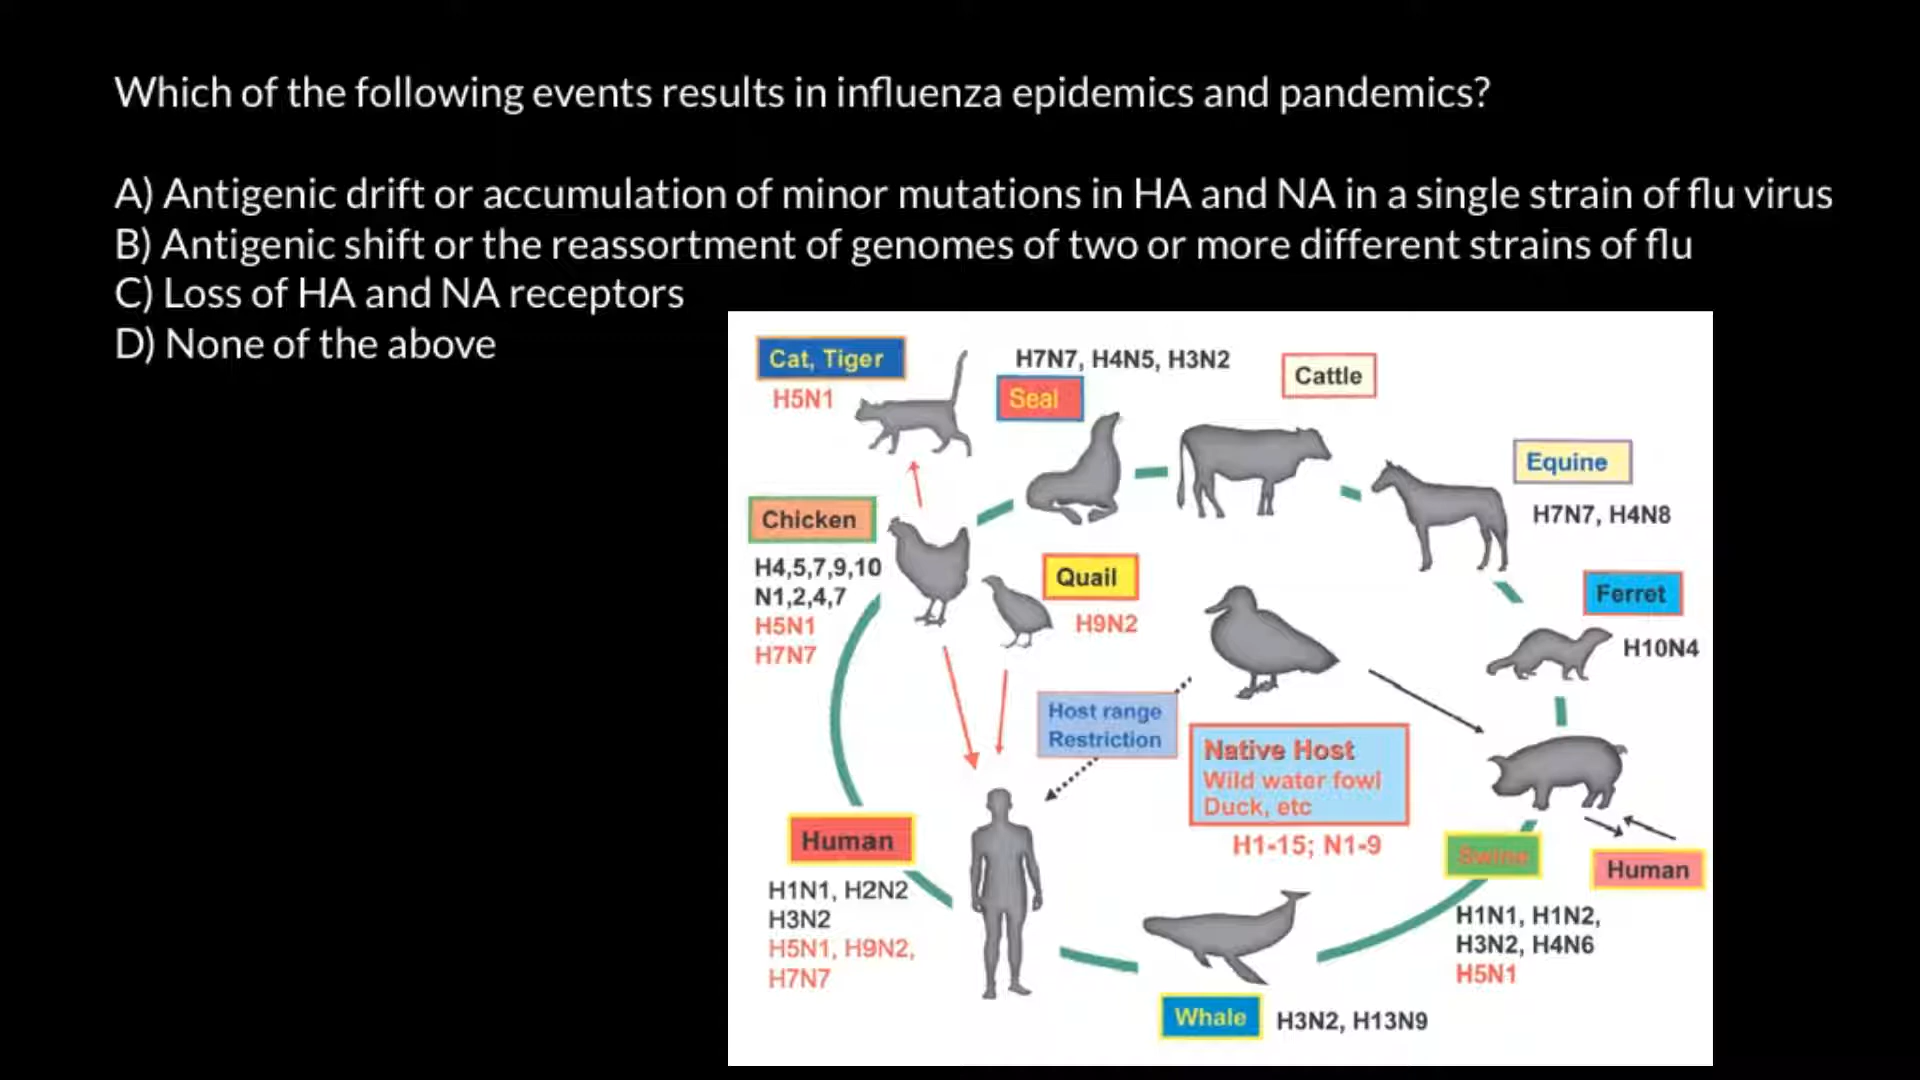 Which of the following events results in influenza epidemics and pandemics?
A) Antigenic drift or accumulation of minor mutations in HA and NA in a single strain of flu virus
B) Antigenic shift or the reassortment of genomes of two or more different strains of flu
C) Loss of HA and NA receptors
D) None of the above
Cat, Tiger
H5N1
H7N7, H4N5, H3N2
Seal
Cattle
Equine
H7N7, H4N8
Chicken
H4,5,7,9,10
N1,2,4,7
H5N1
H7N7
Quail
H9N2
Ferret
H10N4
Host range
Restriction
Native Host
Wild water fowl
Duck, etc
H1-15; N1-9
Human
H1N1, H2N2
H3N2
H5N1, H9N2,
H7N7
Swine
Human
H1N1, H1N2,
H3N2, H4N6
H5N1
Whale
H3N2, H13N9